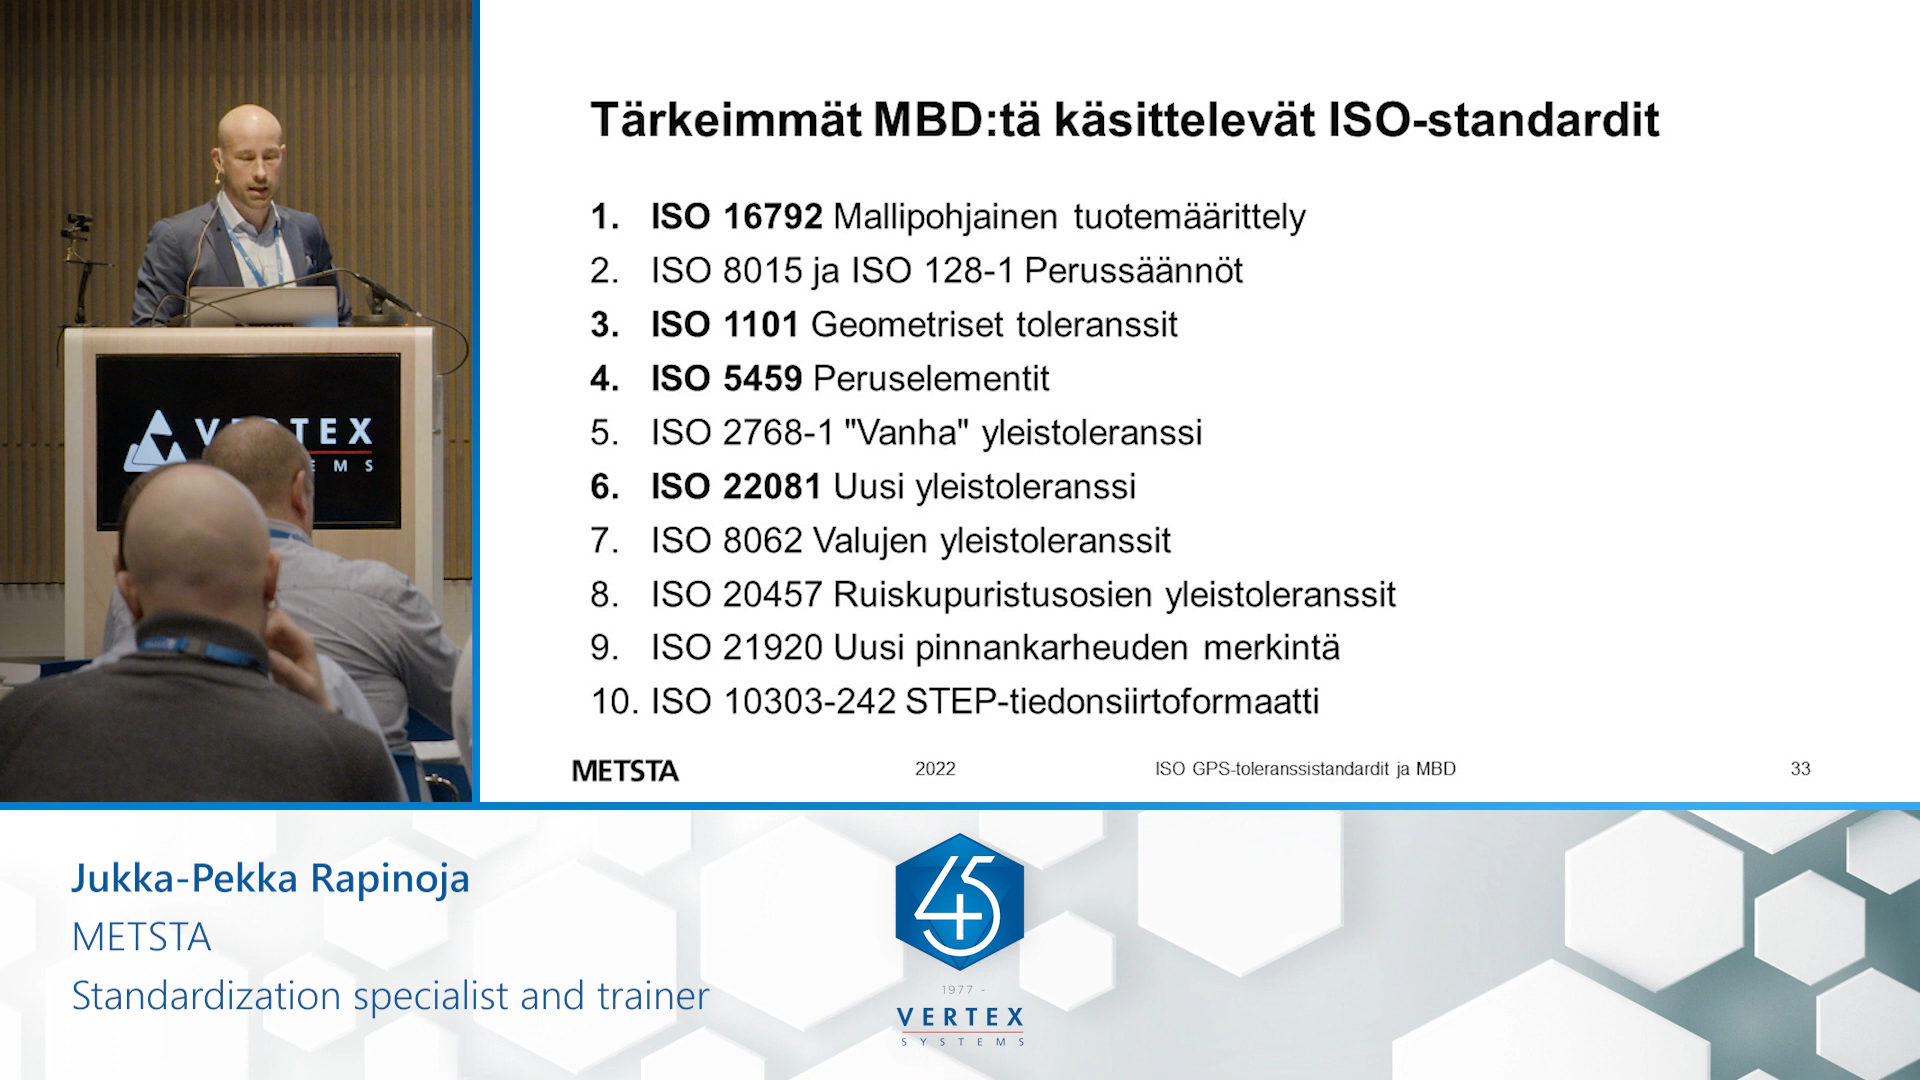 Tärkeimmät MBD:tä käsittelevät ISO-standardit
1. ISO 16792 Mallipohjainen tuotemäärittely
2. ISO 8015 ja ISO 128-1 Perussäännöt
3. ISO 1101 Geometriset toleranssit
4. ISO 5459 Peruselementit
5. ISO 2768-1 "Vanha" yleistoleranssi
6. ISO 22081 Uusi yleistoleranssi
7. ISO 8062 Valujen yleistoleranssit
8. ISO 20457 Ruiskupuristusosien yleistoleranssit
9. ISO 21920 Uusi pinnankarheuden merkintä
10. ISO 10303-242 STEP-tiedonsiirtoformaatti
METSTA 2022 ISO GPS-toleranssistandardit ja MBD 33
Jukka-Pekka Rapinoja
METSTA
Standardization specialist and trainer
45
1977 -
VERTEX
SYSTEMS